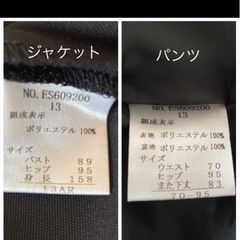 ジャケット
NO.ES609200
13
組成表示
ポリエステル 100%
サイズ
バスト 89
ヒップ 95
身長 158
13AR
パンツ
NO.ES609200
13
組成表示
表地 ポリエステル 100%
裏地 ポリエステル 100%
サイズ
ウエスト 70
ヒップ 95
また下丈 83
70-95